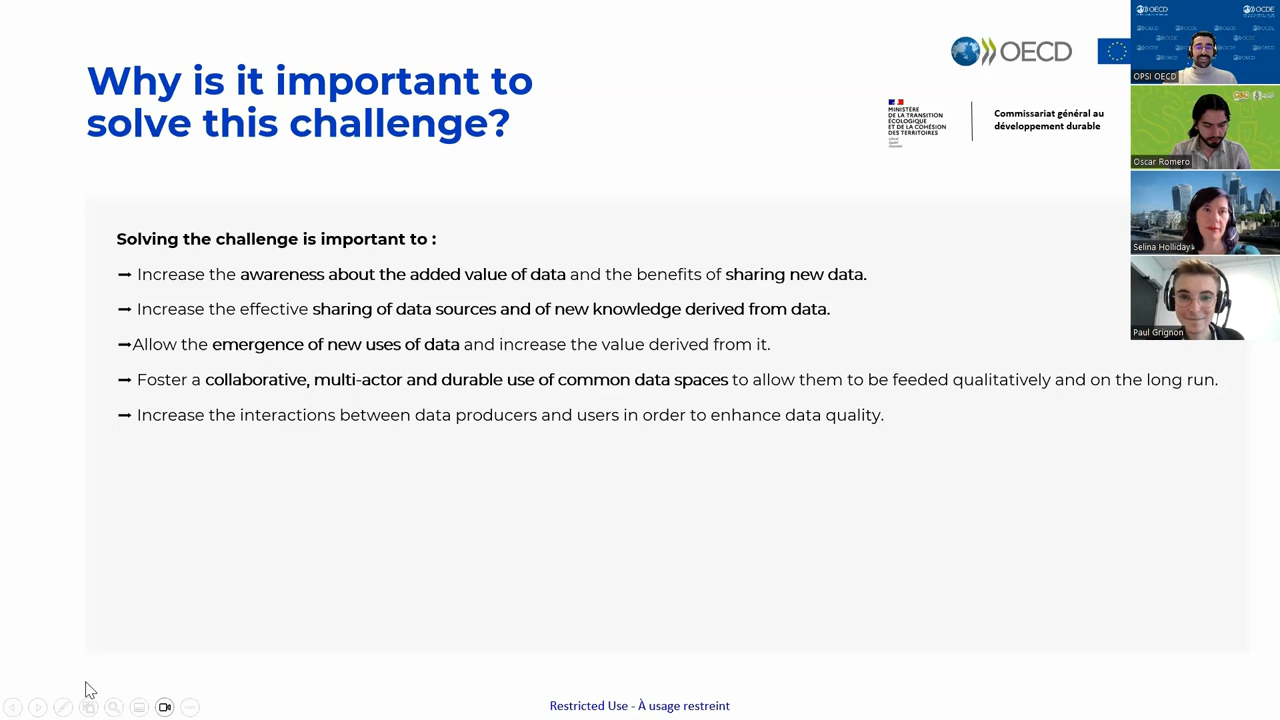 Why is it important to
solve this challenge?
OECD
MINISTÈRE
DE LA TRANSITION
ÉCOLOGIQUE
ET DE LA COHÉSION
DES TERRITOIRES
Commissariat général au
développement durable
Solving the challenge is important to :
➞ Increase the awareness about the added value of data and the benefits of sharing new data.
➞ Increase the effective sharing of data sources and of new knowledge derived from data.
➞Allow the emergence of new uses of data and increase the value derived from it.
➞ Foster a collaborative, multi-actor and durable use of common data spaces to allow them to be feeded qualitatively and on the long run.
➞ Increase the interactions between data producers and users in order to enhance data quality.
Restricted Use - À usage restreint
OECD
OCDE
OPSI OECD
Oscar Romero
Selina Holliday
Paul Grignon